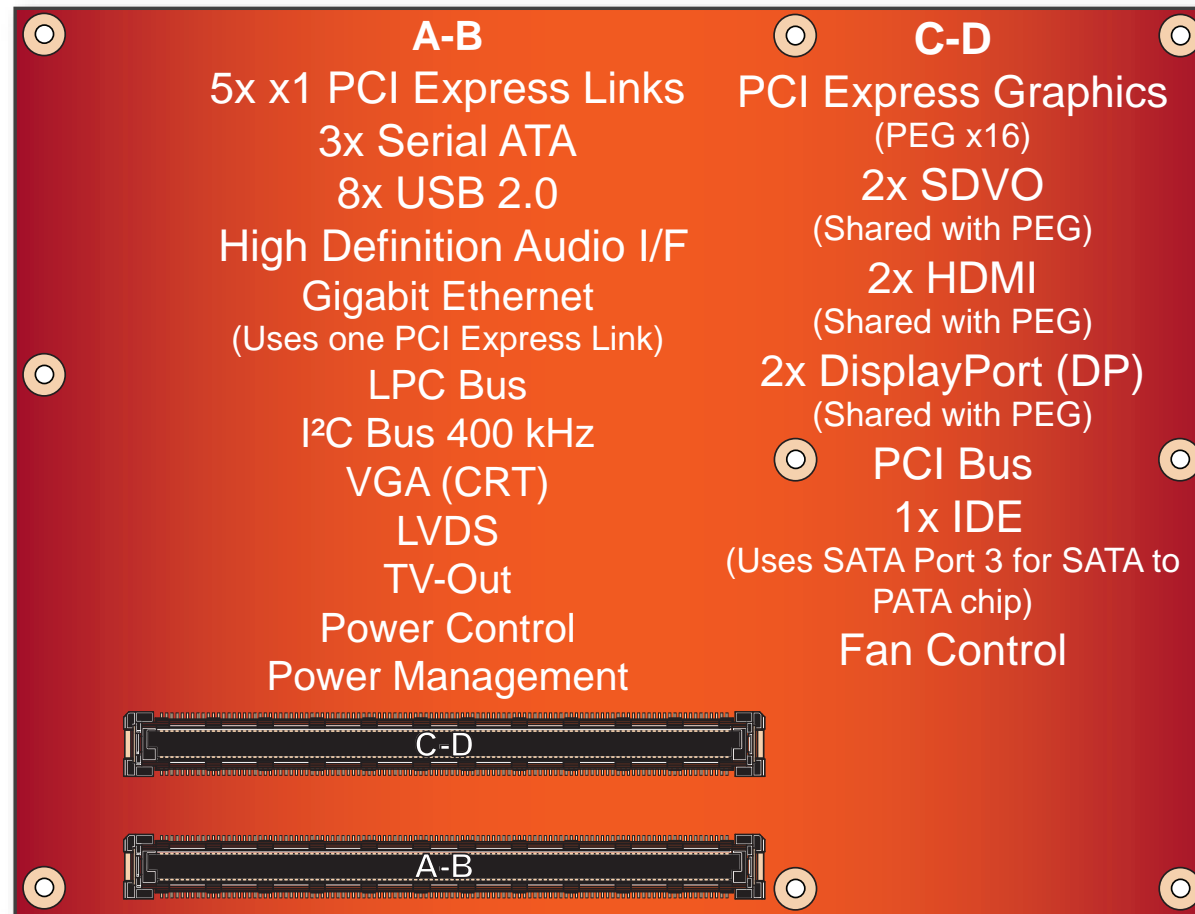 A-B
5x x1 PCI Express Links
3x Serial ATA
8x USB 2.0
High Definition Audio I/F
Gigabit Ethernet
(Uses one PCI Express Link)
LPC Bus
I²C Bus 400 kHz
VGA (CRT)
LVDS
TV-Out
Power Control
Power Management
C-D
PCI Express Graphics
(PEG x16)
2x SDVO
(Shared with PEG)
2x HDMI
(Shared with PEG)
2x DisplayPort (DP)
(Shared with PEG)
PCI Bus
1x IDE
(Uses SATA Port 3 for SATA to
PATA chip)
Fan Control
C-D
A-B